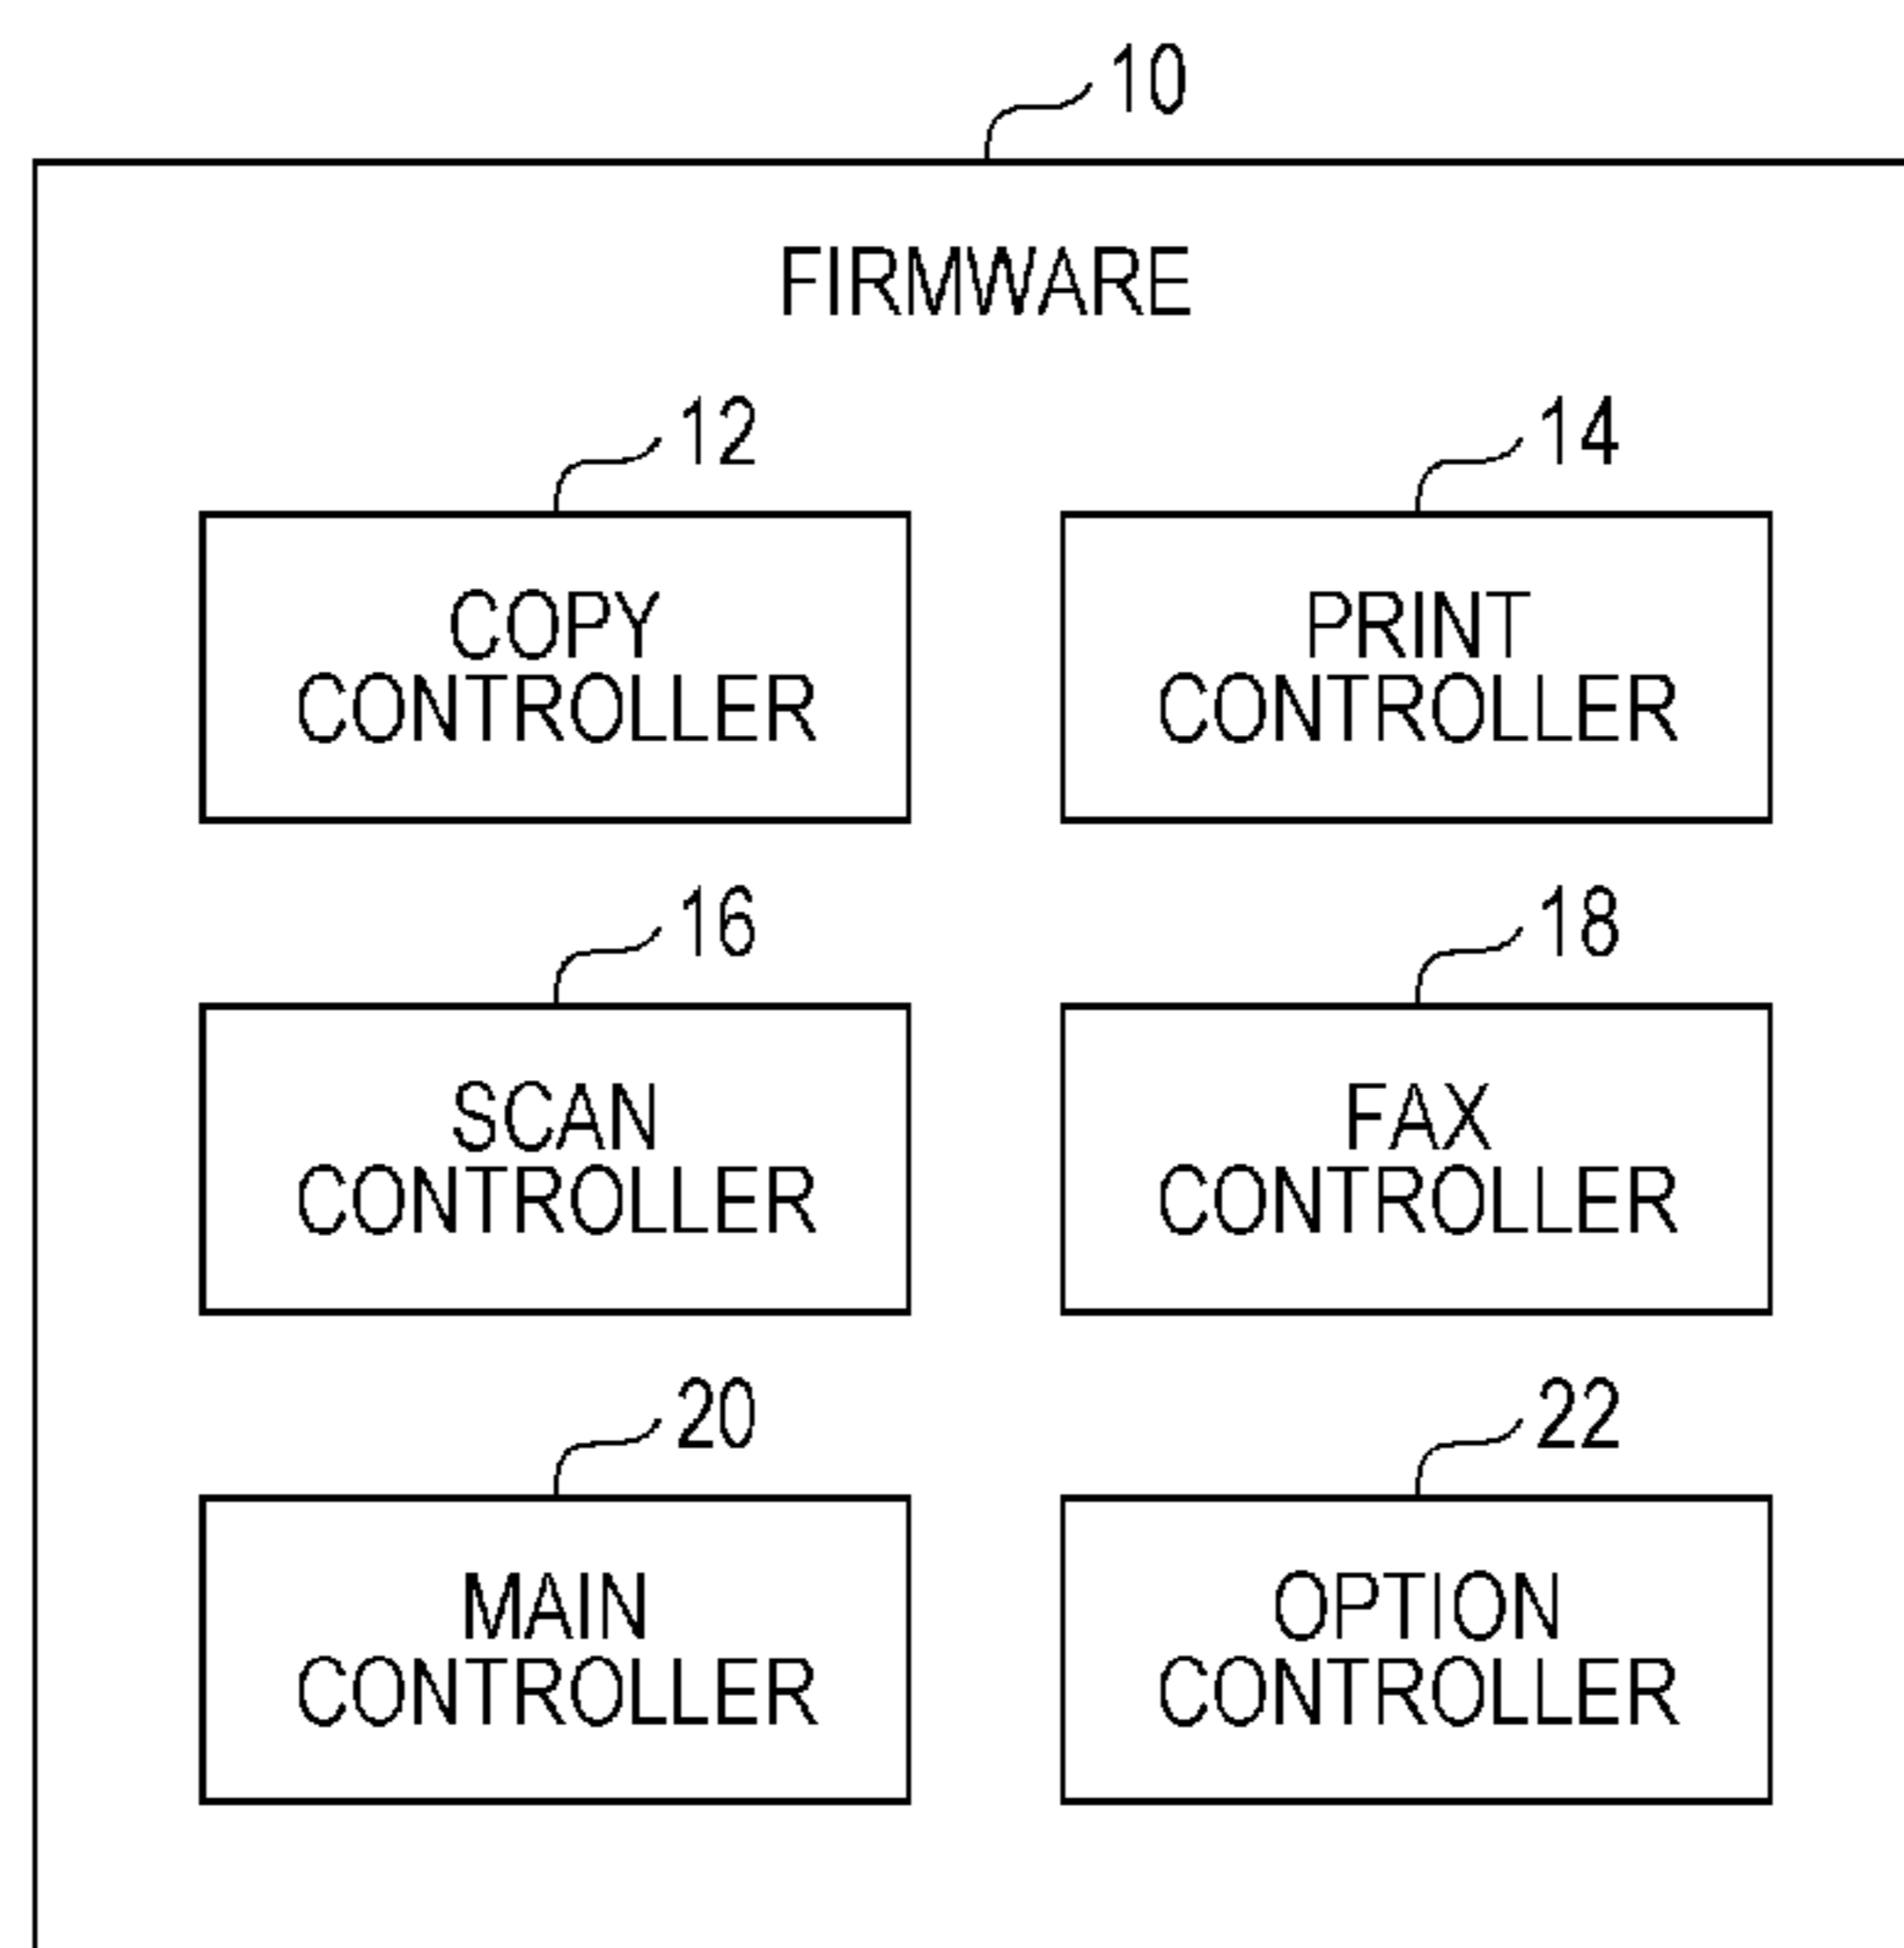 10
FIRMWARE
12
14
COPY
CONTROLLER
PRINT
CONTROLLER
16
18
SCAN
CONTROLLER
FAX
CONTROLLER
20
22
MAIN
CONTROLLER
OPTION
CONTROLLER